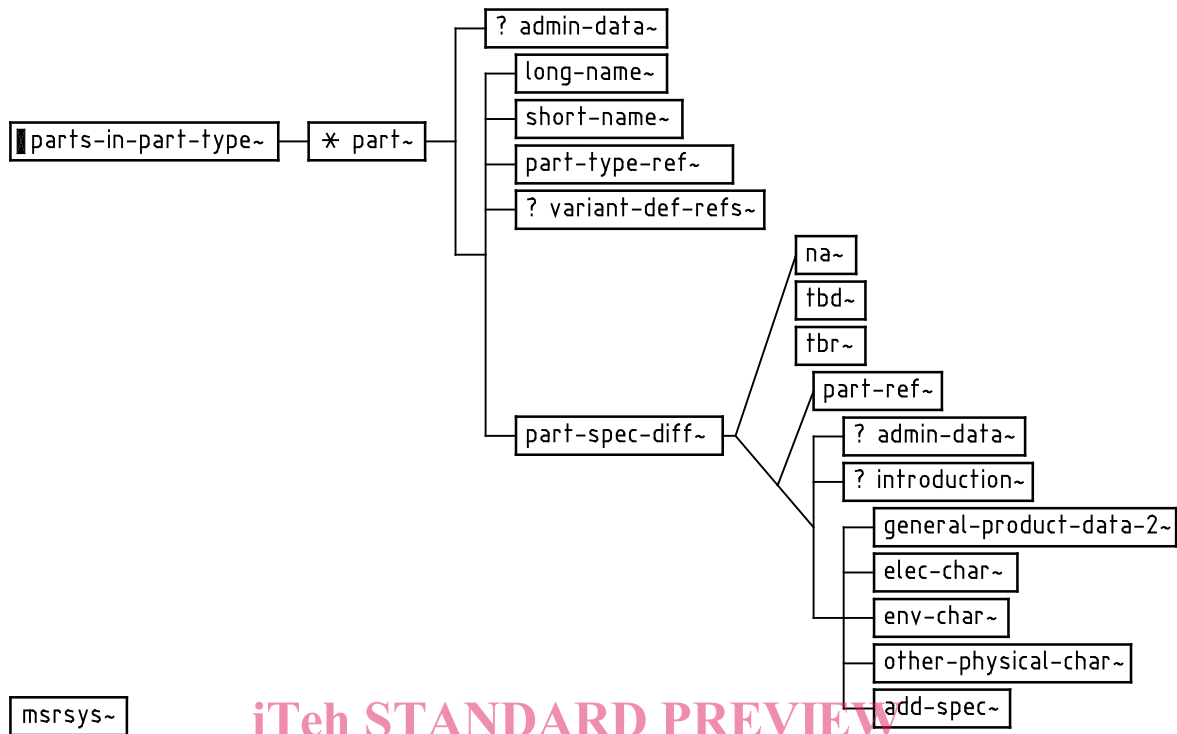 ? admin-data~
long-name~
short-name~
parts-in-part-type~
* part~
part-type-ref~
? variant-def-refs~
na~
tbd~
tbr~
part-ref~
part-spec-diff~
? admin-data~
? introduction~
general-product-data-2~
elec-char~
env-char~
other-physical-char~
add-spec~
msrsys~
iTeh STANDARD PREVIEW